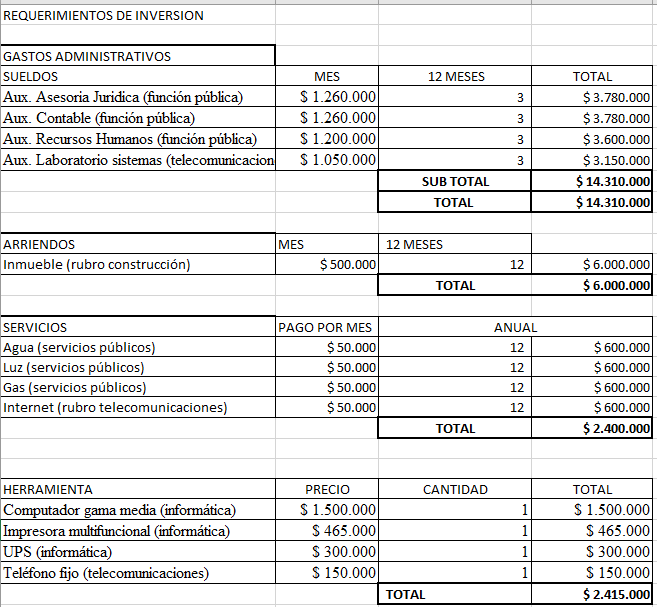 REQUERIMIENTOS DE INVERSION
GASTOS ADMINISTRATIVOS
SUELDOS MES 12 MESES TOTAL
Aux. Asesoria Juridica (función pública) $ 1.260.000 3 $ 3.780.000
Aux. Contable (función pública) $ 1.260.000 3 $ 3.780.000
Aux. Recursos Humanos (función pública) $ 1.200.000 3 $ 3.600.000
Aux. Laboratorio sistemas (telecomunicacion $ 1.050.000 3 $ 3.150.000
SUB TOTAL $ 14.310.000
TOTAL $ 14.310.000
ARRIENDOS MES 12 MESES
Inmueble (rubro construcción) $ 500.000 12 $ 6.000.000
TOTAL $ 6.000.000
SERVICIOS PAGO POR MES ANUAL
Agua (servicios públicos) $ 50.000 12 $ 600.000
Luz (servicios públicos) $ 50.000 12 $ 600.000
Gas (servicios públicos) $ 50.000 12 $ 600.000
Internet (rubro telecomunicaciones) $ 50.000 12 $ 600.000
TOTAL $ 2.400.000
HERRAMIENTA PRECIO CANTIDAD TOTAL
Computador gama media (informática) $ 1.500.000 1 $ 1.500.000
Impresora multifuncional (informática) $ 465.000 1 $ 465.000
UPS (informática) $ 300.000 1 $ 300.000
Teléfono fijo (telecomunicaciones) $ 150.000 1 $ 150.000
TOTAL $ 2.415.000